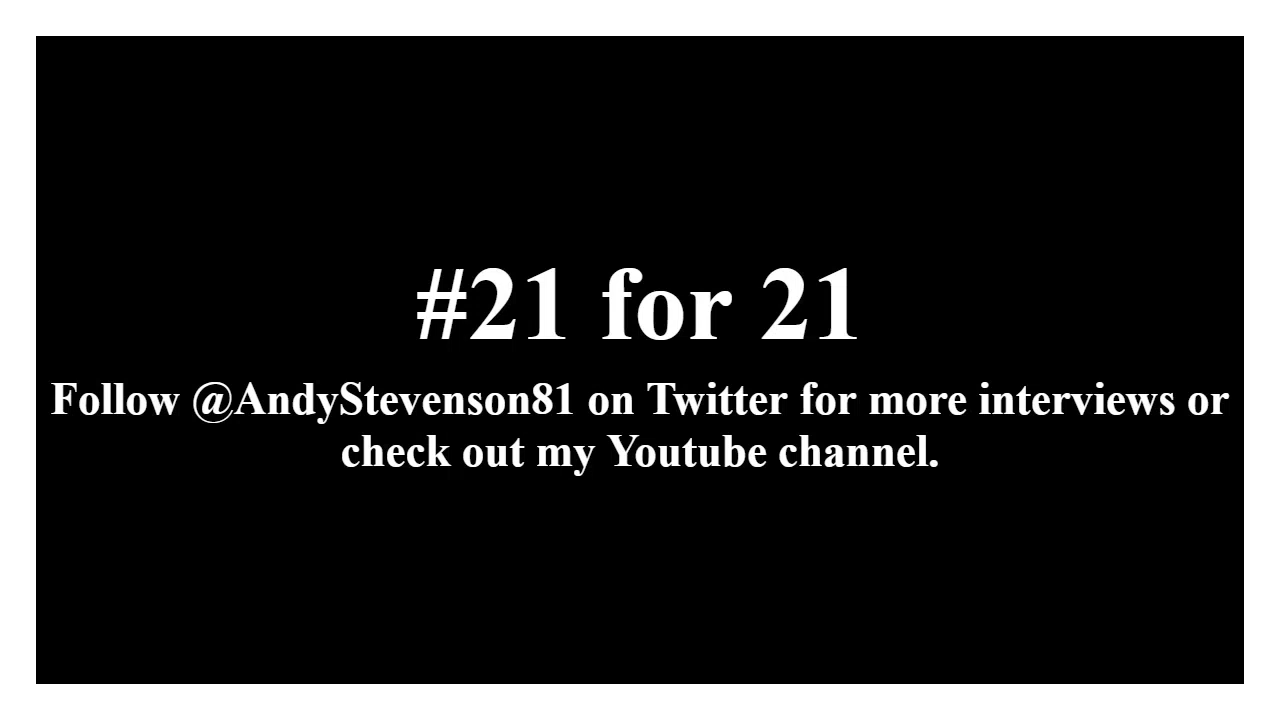 #21 for 21
Follow @AndyStevenson81 on Twitter for more interviews or
check out my Youtube channel.